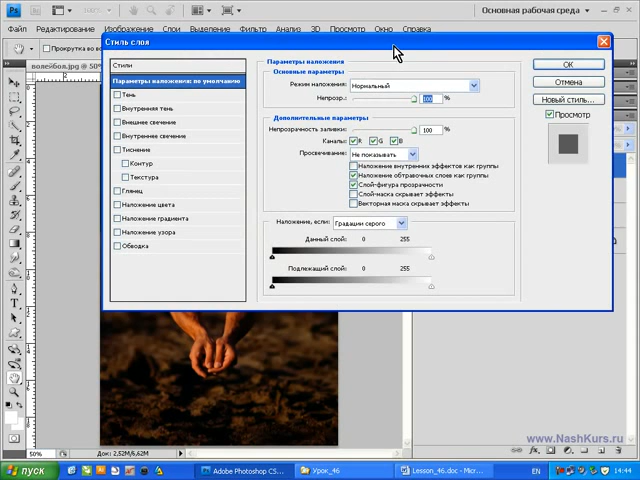 Ps
50%
Основная рабочая среда
Файл Редактирование Изображение Слои Выделение Фильтр Анализ 3D Просмотр Окно Справка
Прокрутка во вс
волейбол.jpg @ 50%
Стиль слоя
Стили
Параметры наложения: по умолчанию
Тень
Внутренняя тень
Внешнее свечение
Внутреннее свечение
Тиснение
Контур
Текстура
Глянец
Наложение цвета
Наложение градиента
Наложение узора
Обводка
Параметры наложения
Основные параметры
Режим наложения: Нормальный
Непрозр.: 100 %
Дополнительные параметры
Непрозрачность заливки: 100 %
Каналы: R G B
Просвечивание: Не показывать
Наложение внутренних эффектов как группы
Наложение обтравочных слоев как группы
Слой-фигура прозрачности
Слой-маска скрывает эффекты
Векторная маска скрывает эффекты
Наложение, если: Градации серого
Данный слой: 0 255
Подлежащий слой: 0 255
ОК
Отмена
Новый стиль...
Просмотр
50% Док: 2,52M/6,62M
www.NashKurs.ru
пуск
Adobe Photoshop CS...
Урок_46
Lesson_46.doc - Micr...
EN
14:44